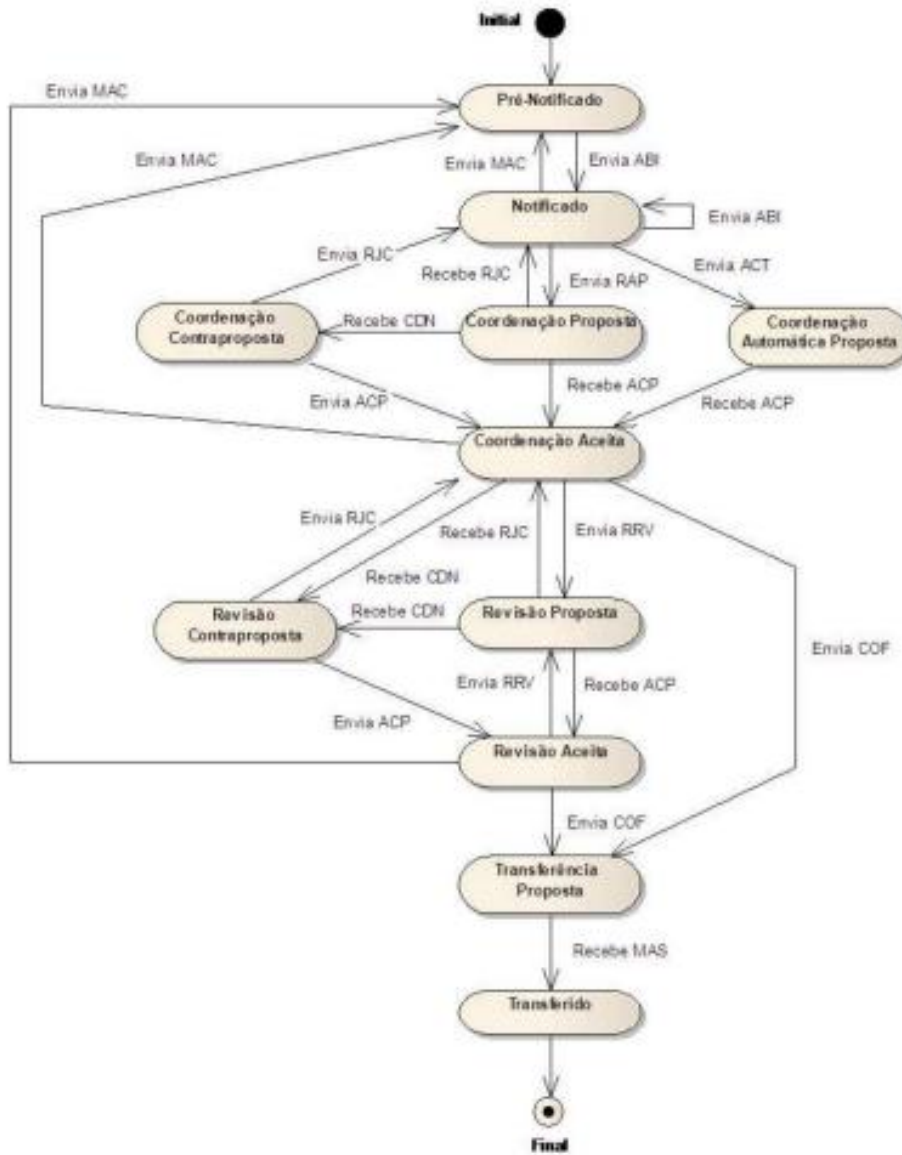 Initial
Envia MAC
Pré-Notificado
Envia MAC
Envia MAC
Envia ABI
Notificado
Envia ABI
Envia RJC
Recebe RJC
Envia RAP
Envia ACT
Coordenação
Contraproposta
Recebe CDN
Coordenação Proposta
Coordenação
Automática Proposta
Envia ACP
Recebe ACP
Recebe ACP
Coordenação Aceita
Envia RJC
Recebe RJC
Envia RRV
Recebe CDN
Revisão
Contraproposta
Recebe CDN
Revisão Proposta
Envia COF
Envia RRV
Recebe ACP
Envia ACP
Revisão Aceita
Envia COF
Transferência
Proposta
Recebe MAS
Transferido
Final